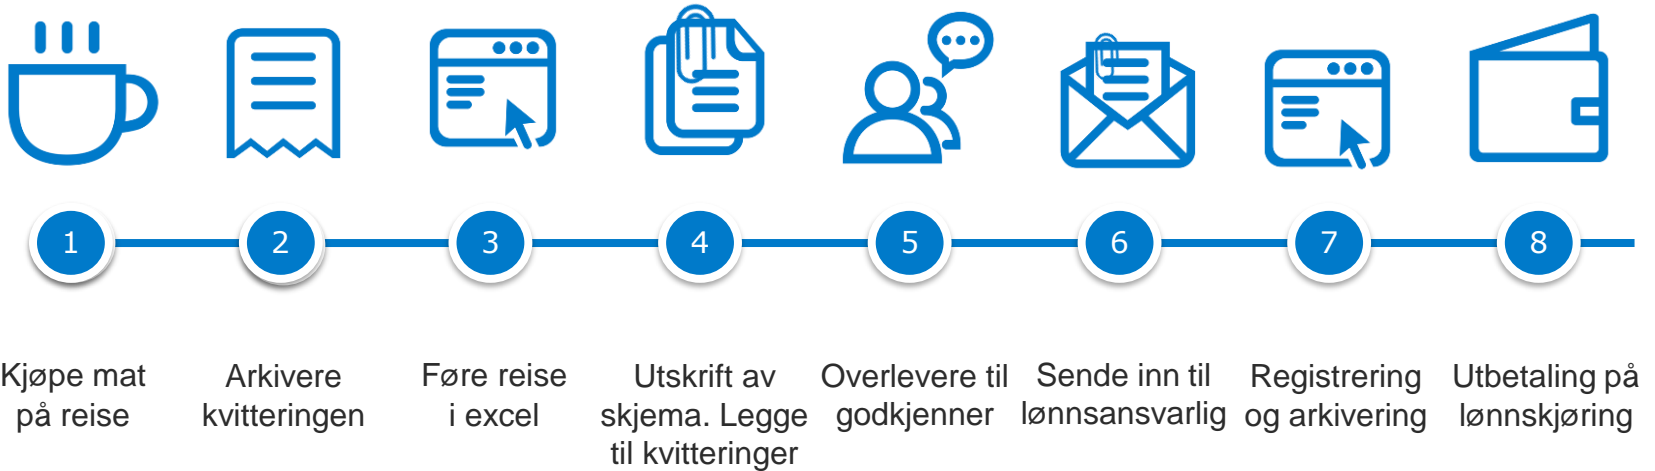 1
2
3
4
5
6
7
8
Kjøpe mat
på reise
Arkivere
kvitteringen
Føre reise
i excel
Utskrift av
skjema. Legge
til kvitteringer
Overlevere til
godkjenner
Sende inn til
lønnsansvarlig
Registrering
og arkivering
Utbetaling på
lønnskjøring